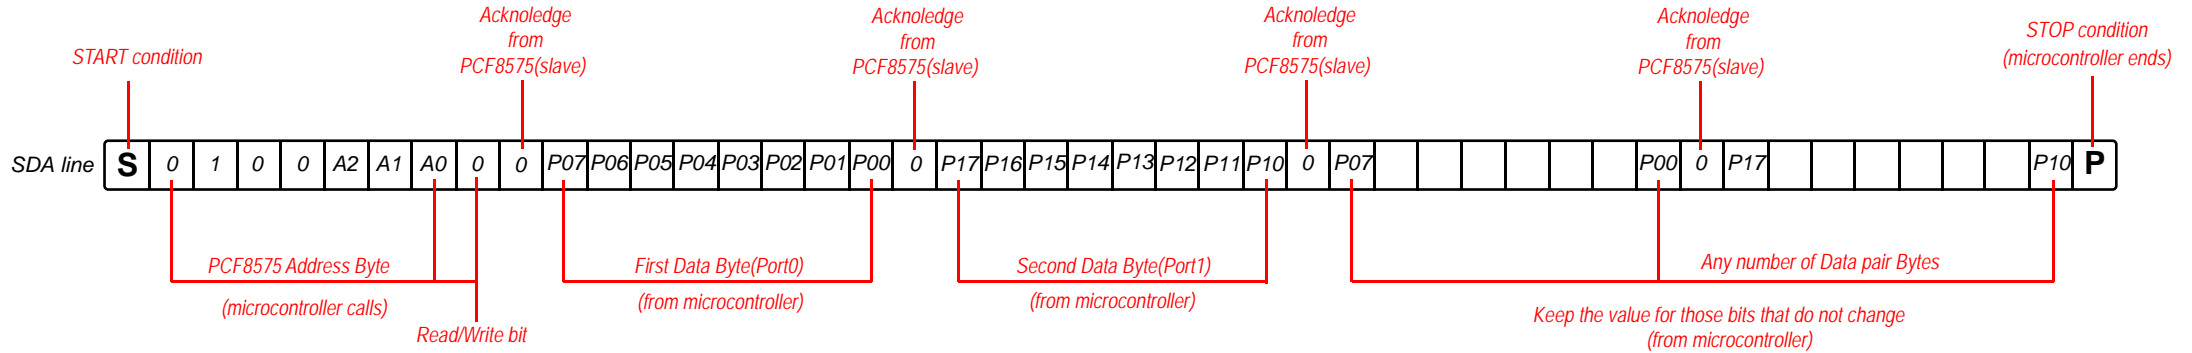 Acknoledge
from
PCF8575(slave)
Acknoledge
from
PCF8575(slave)
Acknoledge
from
PCF8575(slave)
Acknoledge
from
PCF8575(slave)
START condition
STOP condition
(microcontroller ends)
SDA line S 0 1 0 0 A2 A1 A0 0 0 P07 P06 P05 P04 P03 P02 P01 P00 0 P17 P16 P15 P14 P13 P12 P11 P10 0 P07 P00 0 P17 P10 P
PCF8575 Address Byte
(microcontroller calls)
Read/Write bit
First Data Byte(Port0)
(from microcontroller)
Second Data Byte(Port1)
(from microcontroller)
Any number of Data pair Bytes
Keep the value for those bits that do not change
(from microcontroller)